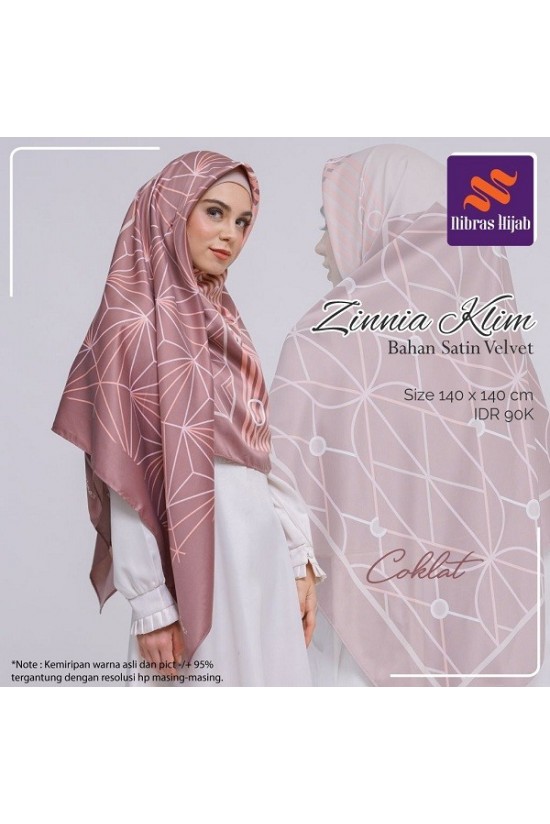 Nibras Hijab
Zinnia Klim
Bahan Satin Velvet
Size 140 x 140 cm
IDR 90K
Coklat
*Note : Kemiripan warna asli dan pict -/+ 95%
tergantung dengan resolusi hp masing-masing.